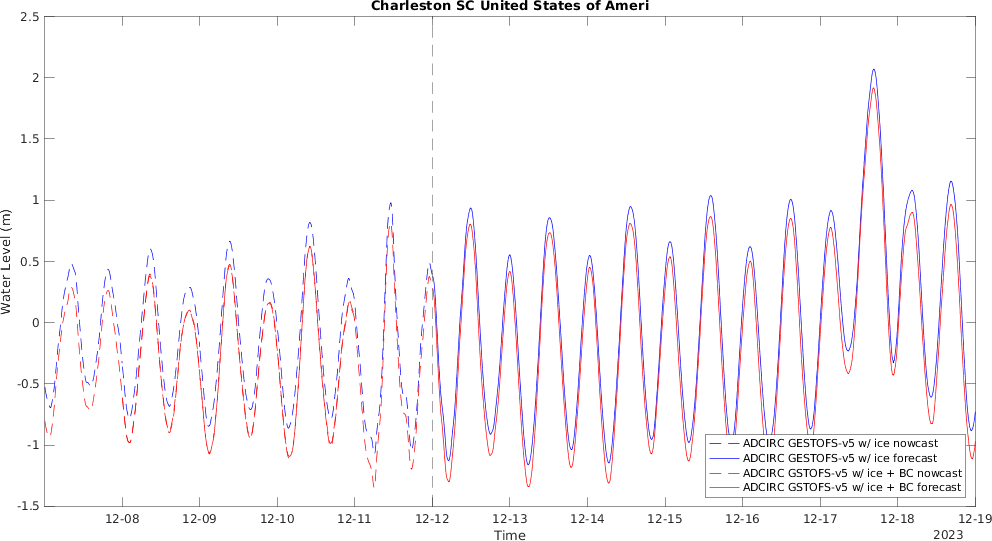 Charleston SC United States of Ameri
2.5
2
1.5
1
0.5
0
-0.5
-1
-1.5
Water Level (m)
ADCIRC GESTOFS-v5 w/ ice nowcast
ADCIRC GESTOFS-v5 w/ ice forecast
ADCIRC GSTOFS-v5 w/ ice + BC nowcast
ADCIRC GSTOFS-v5 w/ ice + BC forecast
12-08 12-09 12-10 12-11 12-12 12-13 12-14 12-15 12-16 12-17 12-18 12-19
Time
2023